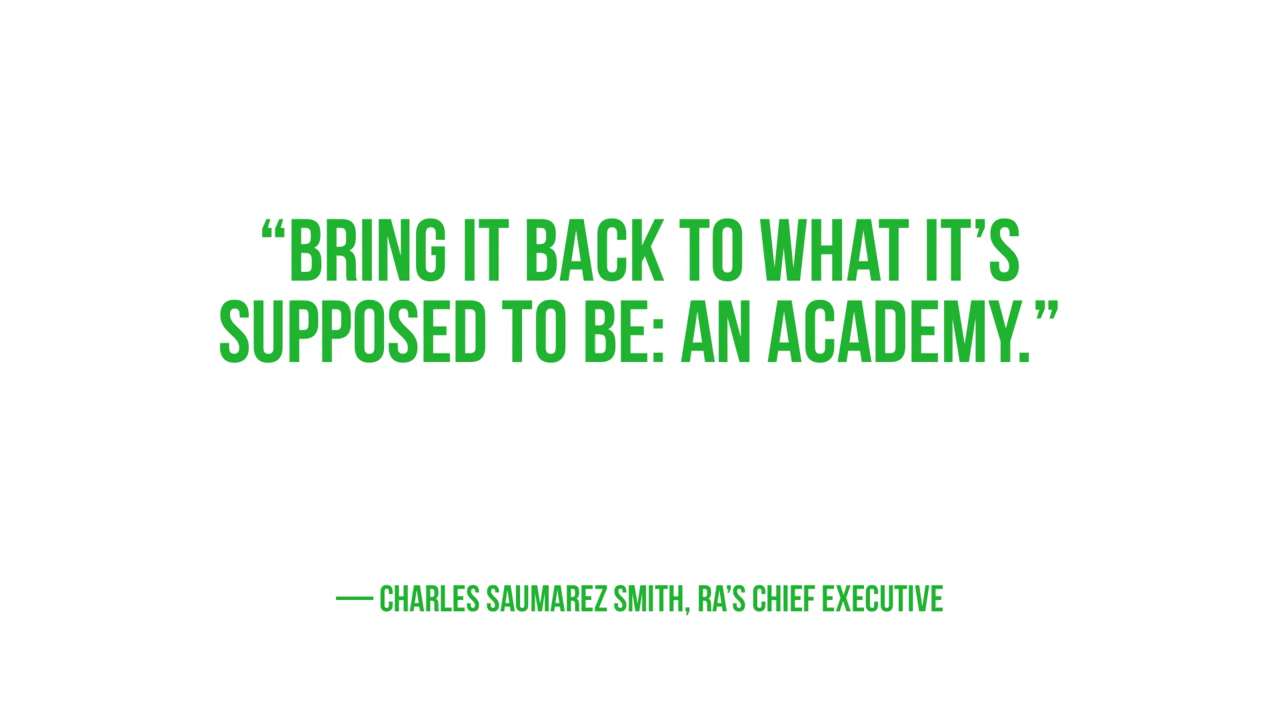 “BRING IT BACK TO WHAT IT’S
SUPPOSED TO BE: AN ACADEMY.”
— CHARLES SAUMAREZ SMITH, RA’S CHIEF EXECUTIVE